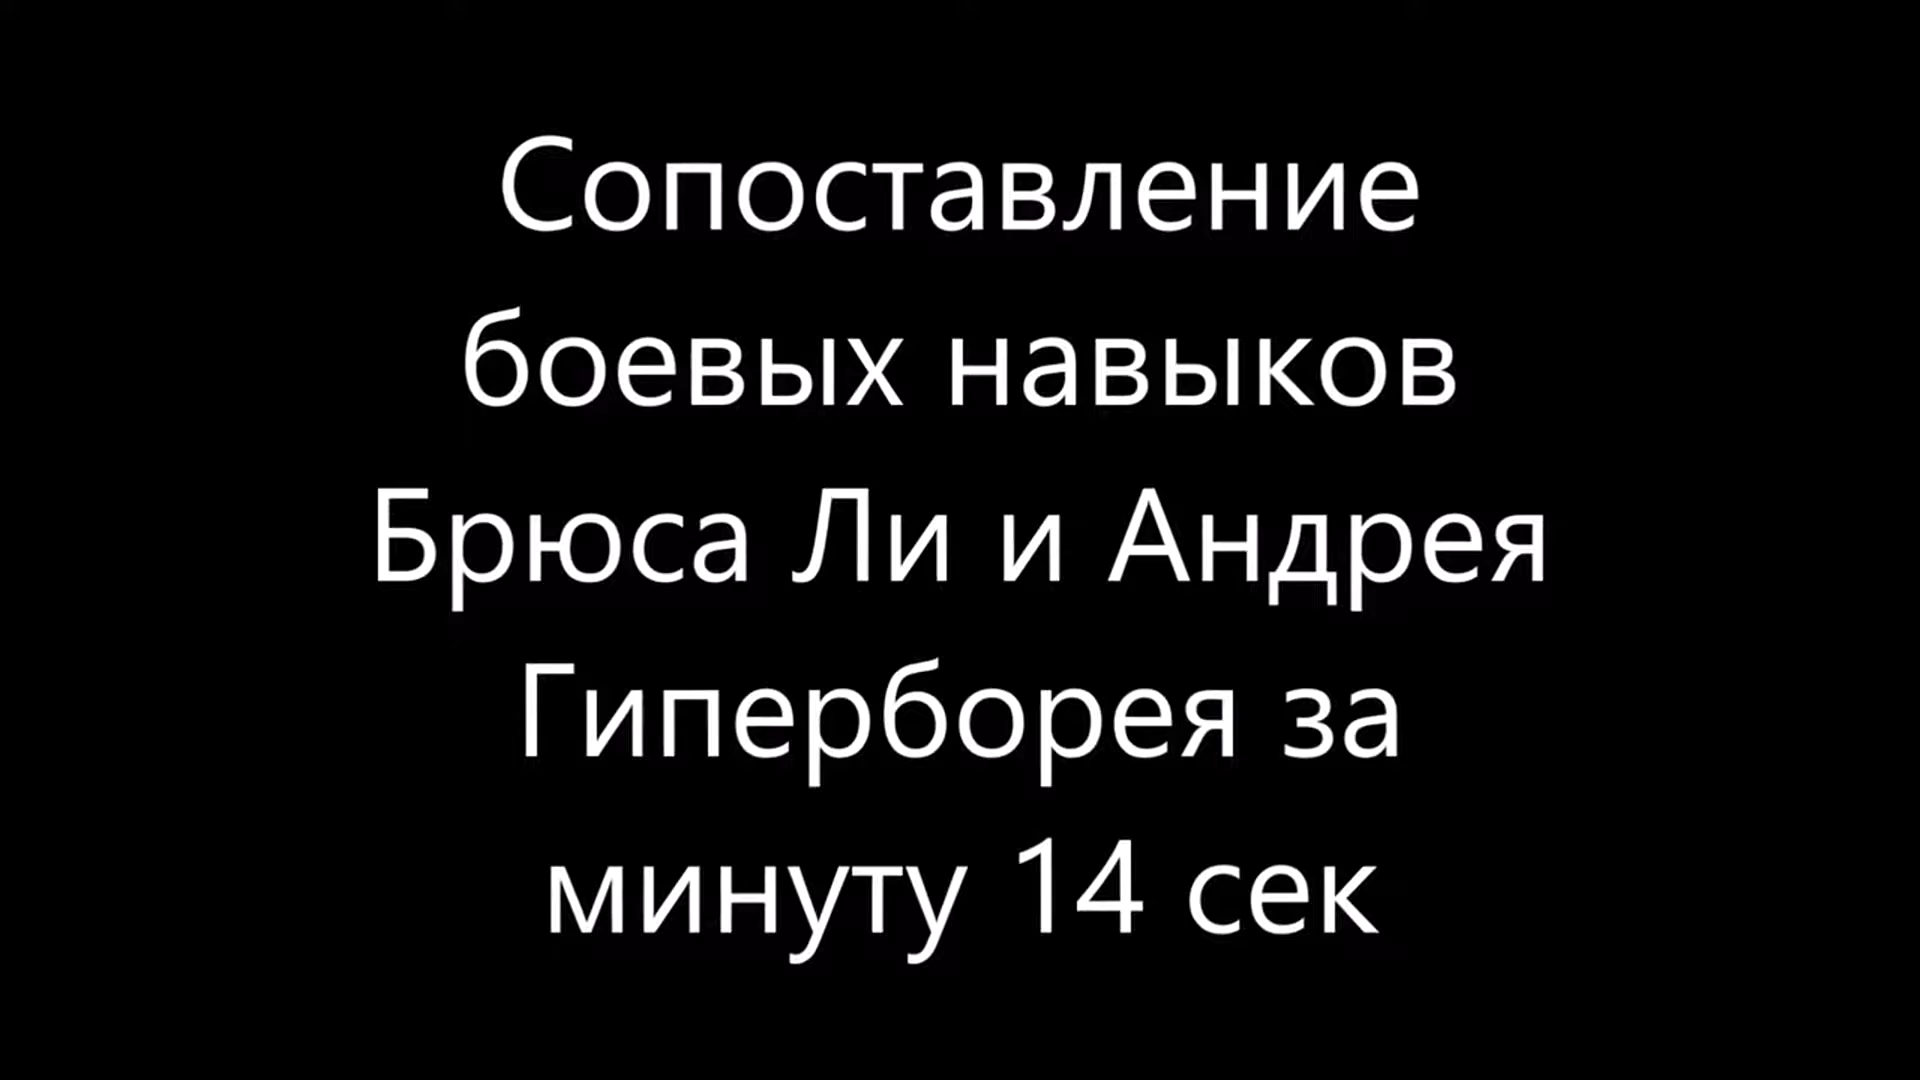 Сопоставление
боевых навыков
Брюса Ли и Андрея
Гиперборея за
минуту 14 сек